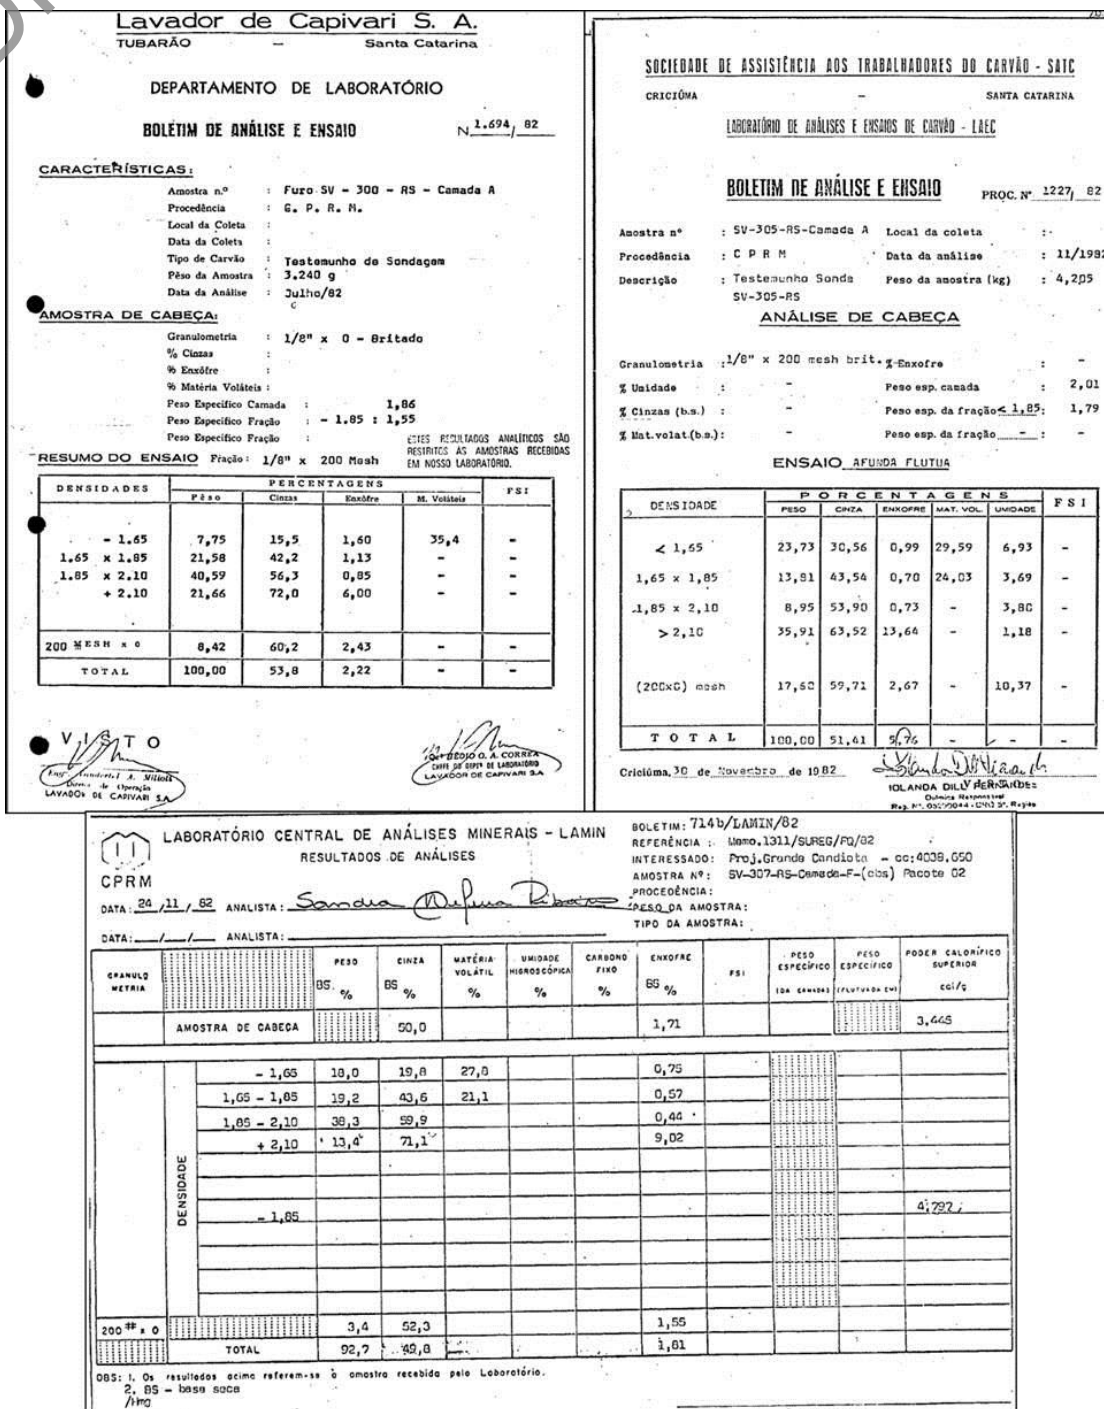 Lavador de Capivari S. A.
TUBARÃO — Santa Catarina
DEPARTAMENTO DE LABORATÓRIO
BOLETIM DE ANÁLISE E ENSAIO N. 1.694/ 82
CARACTERÍSTICAS:
Amostra n.º : Furo SV - 300 - RS - Camada A
Procedência : C. P. R. M.
Local da Coleta :
Data da Coleta :
Tipo de Carvão : Testemunho de Sondagem
Pêso da Amostra : 3.240 g
Data da Análise : Julho/82
AMOSTRA DE CABEÇA:
Granulometria : 1/8" x 0 - Britado
% Cinzas :
% Enxôfre :
% Matéria Voláteis :
Peso Específico Camada : 1,86
Peso Específico Fração : - 1.85 : 1,55
Peso Específico Fração :
ESTES RESULTADOS ANALÍTICOS SÃO
RESTRITOS AS AMOSTRAS RECEBIDAS
EM NOSSO LABORATÓRIO.
RESUMO DO ENSAIO Fração: 1/8" x 200 Mesh
DENSIDADES PERCENTAGENS FSI
Pêso Cinzas Enxôfre M. Voláteis
- 1.65 7,75 15,5 1,60 35,4 -
1.65 x 1.85 21,58 42,2 1,13 - -
1.85 x 2.10 40,59 56,3 0,85 - -
+ 2.10 21,66 72,0 6,00 - -
200 MESH x 0 8,42 60,2 2,43 - -
TOTAL 100,00 53,8 2,22 - -
VISTO
Diretor de Operação
LAVADOR DE CAPIVARI S.A.
O. A. CORREA
CHEFE DO DEPTº DE LABORATÓRIO
LAVADOR DE CAPIVARI S.A
SOCIEDADE DE ASSISTÊNCIA AOS TRABALHADORES DO CARVÃO - SATC
CRICIÚMA - SANTA CATARINA
LABORATÓRIO DE ANÁLISES E ENSAIOS DE CARVÃO - LAEC
BOLETIM DE ANÁLISE E ENSAIO PROC. Nº 1227/ 82
Amostra nº : SV-305-RS-Camada A Local da coleta :-
Procedência : C P R M Data da análise : 11/1982
Descrição : Testemunho Sonda Peso da amostra (kg) : 4,205
SV-305-RS
ANÁLISE DE CABEÇA
Granulometria : 1/8" x 200 mesh brit. % Enxofre : -
% Umidade : - Peso esp. camada : 2,01
% Cinzas (b.s.) : - Peso esp. da fração < 1,85: 1,79
% Mat.volat.(b.s.): - Peso esp. da fração - : -
ENSAIO AFUNDA FLUTUA
DENSIDADE PORCENTAGENS FSI
PESO CINZA ENXOFRE MAT. VOL. UMIDADE
< 1,65 23,73 30,56 0,99 29,59 6,93 -
1,65 x 1,85 13,81 43,54 0,70 24,03 3,69 -
1,85 x 2,10 8,95 53,90 0,73 - 3,80 -
> 2,10 35,91 63,52 13,64 - 1,18 -
(200x0) mesh 17,60 59,71 2,67 - 10,37 -
TOTAL 100,00 51,41 5,76 - - -
Criciúma, 30 de Novembro de 1982
IOLANDA DILLY FERNANDES
Química Responsável
LABORATÓRIO CENTRAL DE ANÁLISES MINERAIS - LAMIN
RESULTADOS DE ANÁLISES
CPRM
DATA: 24 / 11 / 82 ANALISTA: Sandra
DATA: __/__/__ ANALISTA:
BOLETIM: 714b/LAMIN/82
REFERÊNCIA : Memo.1311/SUREG/PO/82
INTERESSADO: Proj.Grande Candiota - cc:4038.650
AMOSTRA Nº: SV-307-RS-Camada-F-(cbs) Pacote 02
PROCEDÊNCIA:
PESO DA AMOSTRA:
TIPO DA AMOSTRA:
GRANULO METRIA PESO BS. % CINZA BS % MATÉRIA VOLÁTIL % UMIDADE HIGROSCÓPICA % CARBONO FIXO % ENXOFRE BS % FSI PESO ESPECÍFICO (DA CAMADA) PESO ESPECÍFICO (FLUTUADA EM) PODER CALORÍFICO SUPERIOR cal/g
AMOSTRA DE CABEÇA 50,0 1,71 3,445
DENSIDADE
- 1,65 18,0 19,8 27,8 0,75
1,65 - 1,85 19,2 43,6 21,1 0,57
1,85 - 2,10 38,3 59,9 0,44
+ 2,10 13,4 71,1 9,02
- 1,85 4,792
200 # x 0 3,4 52,3 1,55
TOTAL 92,7 49,8 1,81
OBS: 1. Os resultados acima referem-se à amostra recebida pelo Laboratório.
2. BS - base seca
/Hmg